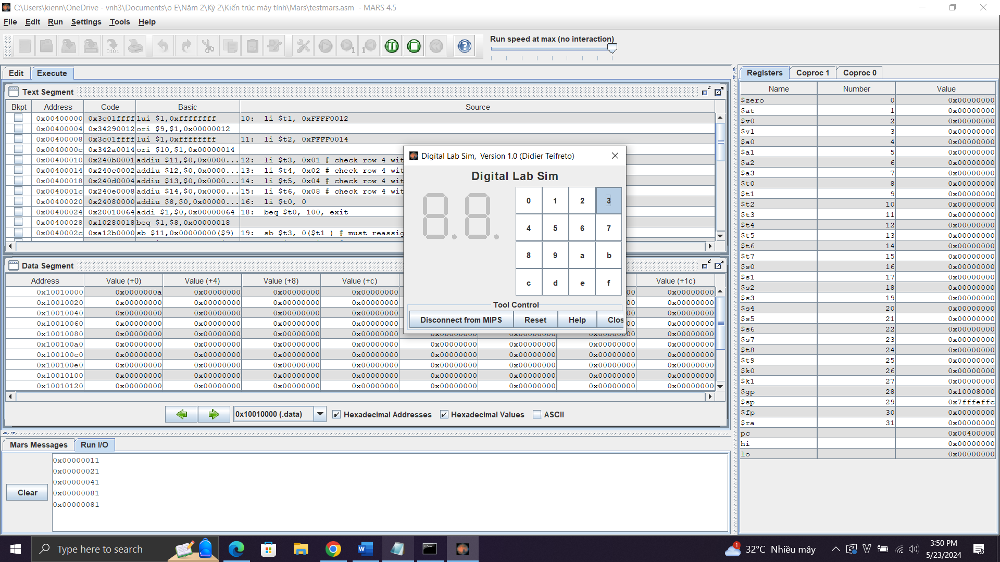 C:\Users\kienn\OneDrive - vnh3\Documents\o E\Năm 2\Kỳ 2\Kiến trúc máy tính\Mars\testmars.asm - MARS 4.5
File Edit Run Settings Tools Help
Run speed at max (no interaction)
Edit Execute
Text Segment
Bkpt Address Code Basic Source
0x00400000 0x3c01ffff lui $1,0xffffffff 10: li $t1, 0xFFFF0012
0x00400004 0x34290012 ori $9,$1,0x00000012
0x00400008 0x3c01ffff lui $1,0xffffffff 11: li $t2, 0xFFFF0014
0x0040000c 0x342a0014 ori $10,$1,0x00000014
0x00400010 0x240b0001 addiu $11,$0,0x0000... 12: li $t3, 0x01 # check row 4 wit
0x00400014 0x240c0002 addiu $12,$0,0x0000... 13: li $t4, 0x02 # check row 4 wit
0x00400018 0x240d0004 addiu $13,$0,0x0000... 14: li $t5, 0x04 # check row 4 wit
0x0040001c 0x240e0008 addiu $14,$0,0x0000... 15: li $t6, 0x08 # check row 4 wit
0x00400020 0x24080000 addiu $8,$0,0x00000... 16: li $t0, 0
0x00400024 0x20010064 addi $1,$0,0x00000064 18: beq $t0, 100, exit
0x00400028 0x10280018 beq $1,$8,0x00000018
0x0040002c 0xa12b0000 sb $11,0x00000000($9) 19: sb $t3, 0($t1 ) # must reassig
Data Segment
Address Value (+0) Value (+4) Value (+8) Value (+c) Value (+1c)
0x10010000 0x0000000a 0x00000000 0x00000000 0x00000000 00 0x00000000
0x10010020 0x00000000 0x00000000 0x00000000 0x00000000 00 0x00000000
0x10010040 0x00000000 0x00000000 0x00000000 0x00000000 00 0x00000000
0x10010060 0x00000000 0x00000000 0x00000000 0x00000000 00 0x00000000
0x10010080 0x00000000 0x00000000 0x00000000 0x00000000 0x00000000 0x00000000 0x00000000 0x00000000
0x100100a0 0x00000000 0x00000000 0x00000000 0x00000000 0x00000000 0x00000000 0x00000000 0x00000000
0x100100c0 0x00000000 0x00000000 0x00000000 0x00000000 0x00000000 0x00000000 0x00000000 0x00000000
0x100100e0 0x00000000 0x00000000 0x00000000 0x00000000 0x00000000 0x00000000 0x00000000 0x00000000
0x10010100 0x00000000 0x00000000 0x00000000 0x00000000 0x00000000 0x00000000 0x00000000 0x00000000
0x10010120 0x00000000 0x00000000 0x00000000 0x00000000 0x00000000 0x00000000 0x00000000 0x00000000
0x10010000 (.data) Hexadecimal Addresses Hexadecimal Values ASCII
Digital Lab Sim, Version 1.0 (Didier Teifreto)
Digital Lab Sim
8.8.
0 1 2 3
4 5 6 7
8 9 a b
c d e f
Tool Control
Disconnect from MIPS Reset Help Clos
Mars Messages Run I/O
Clear
0x00000011
0x00000021
0x00000041
0x00000081
0x00000081
Registers Coproc 1 Coproc 0
Name Number Value
$zero 0 0x00000000
$at 1 0x00000000
$v0 2 0x00000000
$v1 3 0x00000000
$a0 4 0x00000000
$a1 5 0x00000000
$a2 6 0x00000000
$a3 7 0x00000000
$t0 8 0x00000000
$t1 9 0x00000000
$t2 10 0x00000000
$t3 11 0x00000000
$t4 12 0x00000000
$t5 13 0x00000000
$t6 14 0x00000000
$t7 15 0x00000000
$s0 16 0x00000000
$s1 17 0x00000000
$s2 18 0x00000000
$s3 19 0x00000000
$s4 20 0x00000000
$s5 21 0x00000000
$s6 22 0x00000000
$s7 23 0x00000000
$t8 24 0x00000000
$t9 25 0x00000000
$k0 26 0x00000000
$k1 27 0x00000000
$gp 28 0x10008000
$sp 29 0x7fffeffc
$fp 30 0x00000000
$ra 31 0x00000000
pc 0x00400000
hi 0x00000000
lo 0x00000000
Type here to search
1 32°C Nhiều mây
3:50 PM
5/23/2024